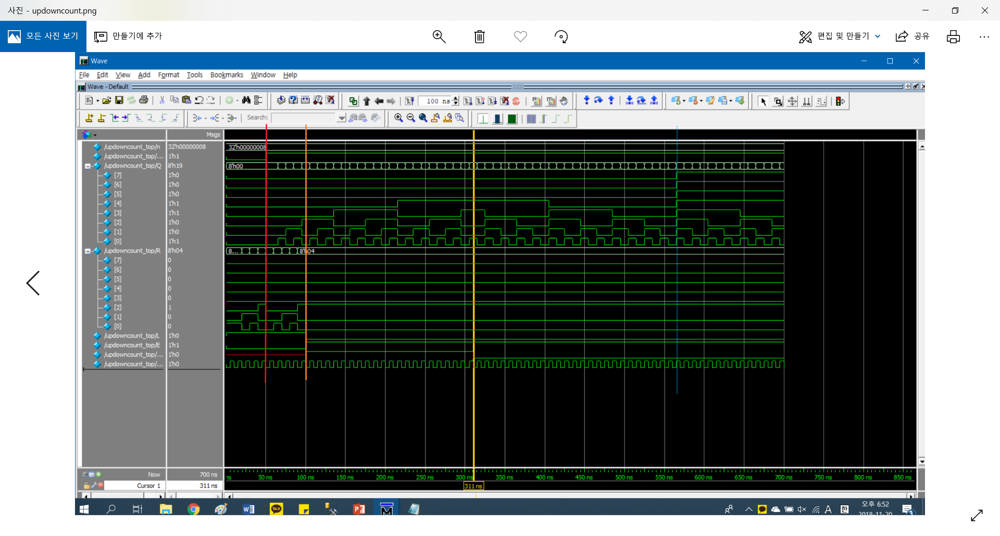 사진 - updowncount.png
모든 사진 보기
만들기에 추가
편집 및 만들기
공유
Wave
File Edit View Add Format Tools Bookmarks Window Help
Wave - Default
100 ns
Search:
Msgs
/updowncount_top/n 32'h00000008 32'h00000008
/updowncount_top/... 1'h1
/updowncount_top/Q 8'h19 8'h00
[7] 1'h0
[6] 1'h0
[5] 1'h0
[4] 1'h1
[3] 1'h1
[2] 1'h0
[1] 1'h0
[0] 1'h1
/updowncount_top/R 8'h04 8... 8'h04
[7] 0
[6] 0
[5] 0
[4] 0
[3] 0
[2] 1
[1] 0
[0] 0
/updowncount_top/L 1'h0
/updowncount_top/E 1'h1
/updowncount_top/... 1'h0
/updowncount_top/... 1'h0
Now 700 ns
ns 50 ns 100 ns 150 ns 200 ns 250 ns 300 ns 350 ns 400 ns 450 ns 500 ns 550 ns 600 ns 650 ns 700 ns 750 ns 800 ns 850 ns
Cursor 1 311 ns 311 ns
TALK
A 한 오후 6:52
2018-11-20
3